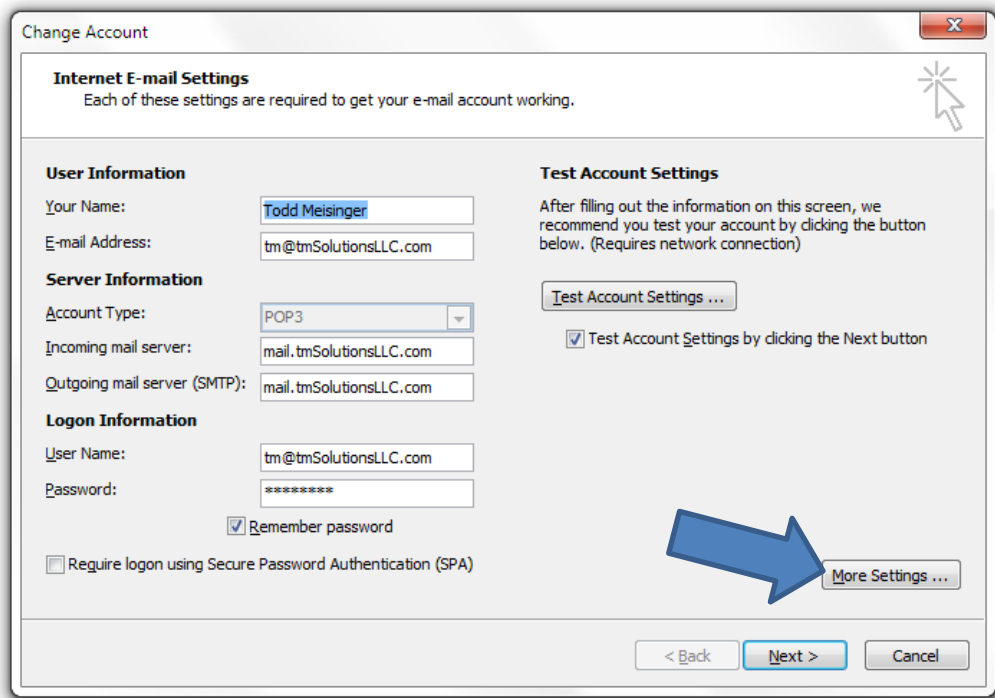 Change Account
Internet E-mail Settings
Each of these settings are required to get your e-mail account working.
User Information
Your Name:
Todd Meisinger
E-mail Address:
tm@tmSolutionsLLC.com
Server Information
Account Type:
POP3
Incoming mail server:
mail.tmSolutionsLLC.com
Outgoing mail server (SMTP):
mail.tmSolutionsLLC.com
Logon Information
User Name:
tm@tmSolutionsLLC.com
Password:
********
Remember password
Require logon using Secure Password Authentication (SPA)
Test Account Settings
After filling out the information on this screen, we
recommend you test your account by clicking the button
below. (Requires network connection)
Test Account Settings ...
Test Account Settings by clicking the Next button
More Settings ...
< Back
Next >
Cancel